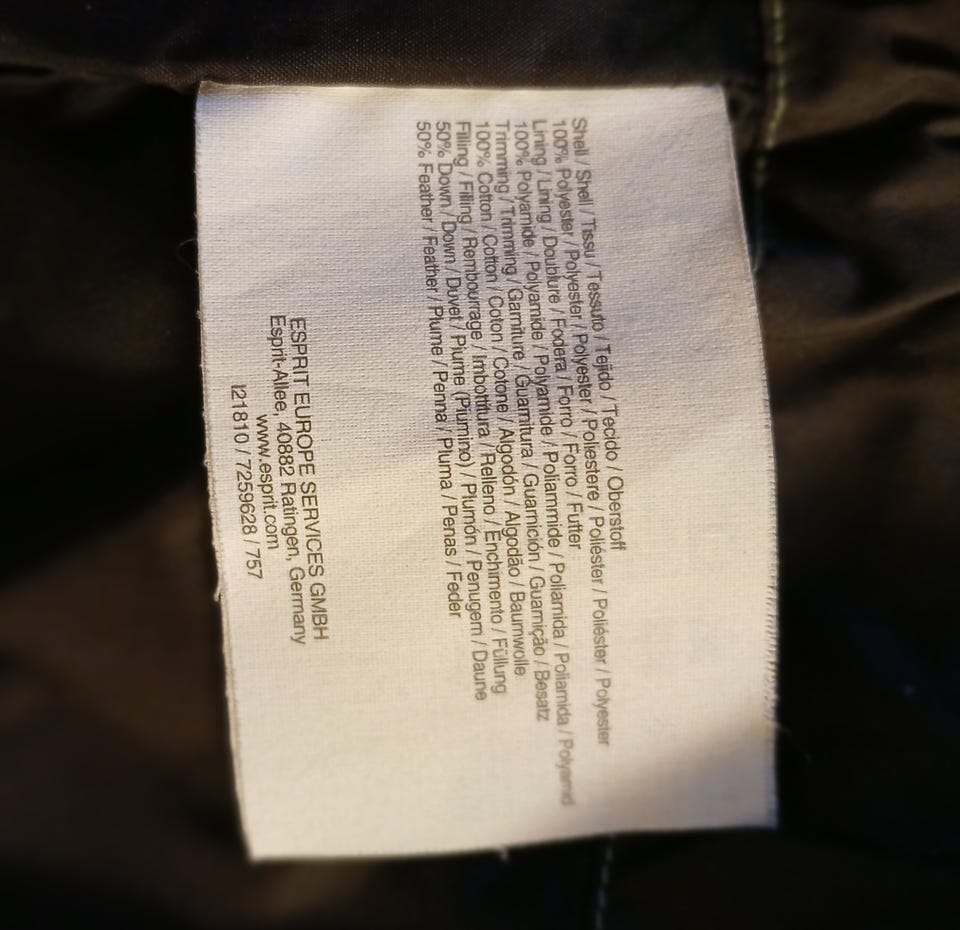 Shell / Shell / Tissu / Tessuto / Tejido / Tecido / Oberstoff
100% Polyester / Polyester / Polyester / Poliestere / Poliéster / Poliéster / Polyester
Lining / Lining / Doublure / Fodera / Forro / Forro / Futter
100% Polyamide / Polyamide / Polyamide / Poliammide / Poliamida / Poliamida / Polyamid
Trimming / Trimming / Garniture / Guarnitura / Guarnición / Guarnição / Besatz
100% Cotton / Cotton / Coton / Cotone / Algodón / Algodão / Baumwolle
Filling / Filling / Rembourrage / Imbottitura / Relleno / Enchimento / Füllung
50% Down / Down / Duvet / Piume (Piumino) / Plumón / Penugem / Daune
50% Feather / Feather / Plume / Penna / Pluma / Penas / Feder
ESPRIT EUROPE SERVICES GMBH
Esprit-Allee, 40882 Ratingen, Germany
www.esprit.com
I21810 / 7259628 / 757